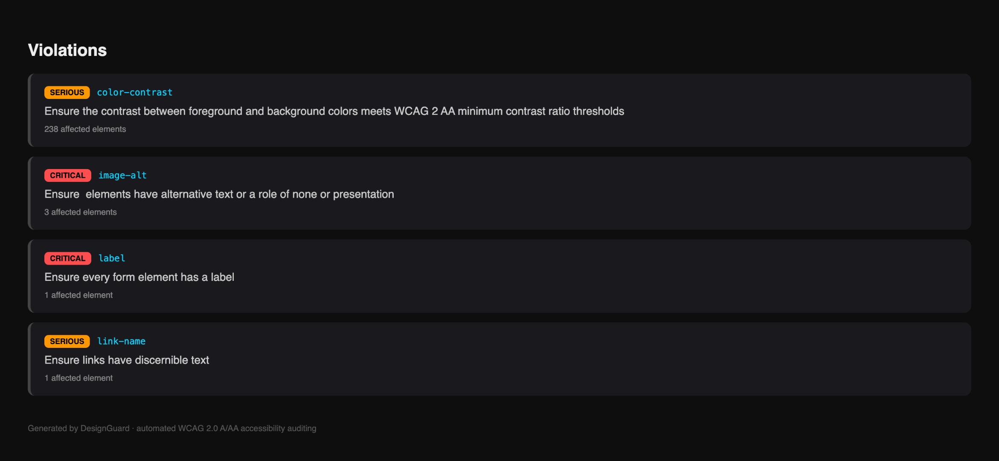 Violations
SERIOUS color-contrast
Ensure the contrast between foreground and background colors meets WCAG 2 AA minimum contrast ratio thresholds
238 affected elements
CRITICAL image-alt
Ensure  elements have alternative text or a role of none or presentation
3 affected elements
CRITICAL label
Ensure every form element has a label
1 affected element
SERIOUS link-name
Ensure links have discernible text
1 affected element
Generated by DesignGuard · automated WCAG 2.0 A/AA accessibility auditing